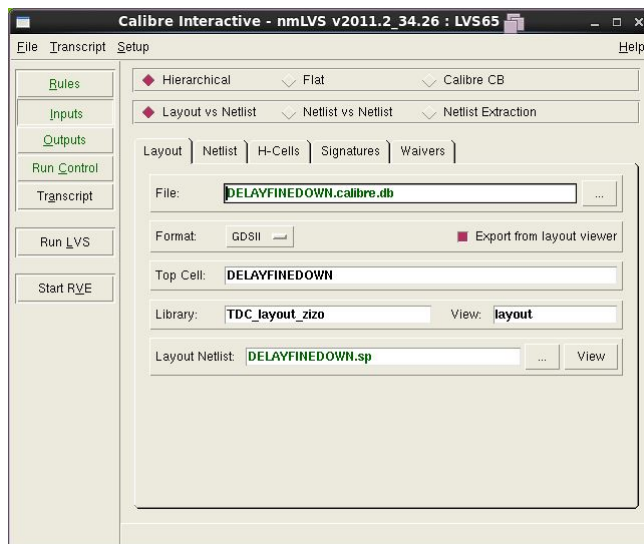 Calibre Interactive - nmLVS v2011.2_34.26 : LVS65
File Transcript Setup Help
Rules
Inputs
Outputs
Run Control
Transcript
Run LVS
Start RVE
Hierarchical Flat Calibre CB
Layout vs Netlist Netlist vs Netlist Netlist Extraction
Layout Netlist H-Cells Signatures Waivers
File: DELAYFINEDOWN.calibre.db ...
Format: GDSII Export from layout viewer
Top Cell: DELAYFINEDOWN
Library: TDC_layout_zizo View: layout
Layout Netlist: DELAYFINEDOWN.sp ... View